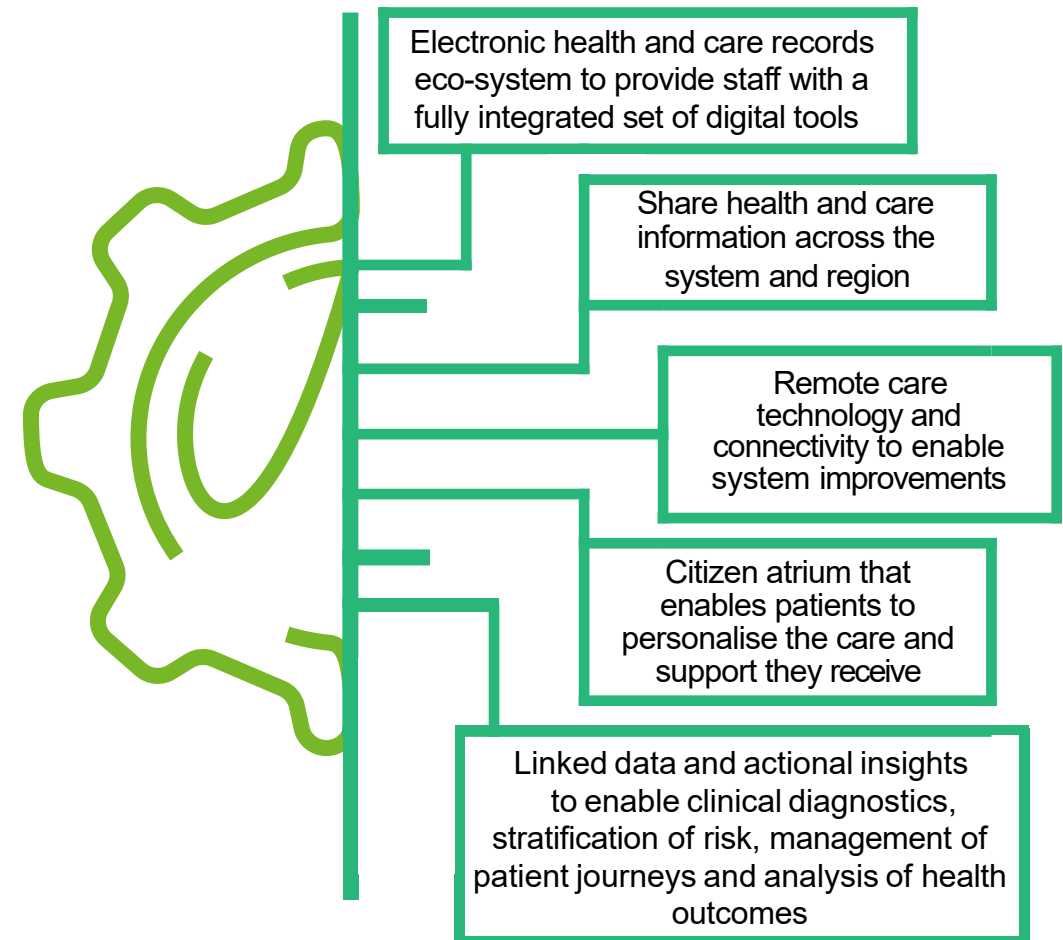 Electronic health and care records
eco-system to provide staff with a
fully integrated set of digital tools
Share health and care
information across the
system and region
Remote care
technology and
connectivity to enable
system improvements
Citizen atrium that
enables patients to
personalise the care and
support they receive
Linked data and actional insights
to enable clinical diagnostics,
stratification of risk, management of
patient journeys and analysis of health
outcomes